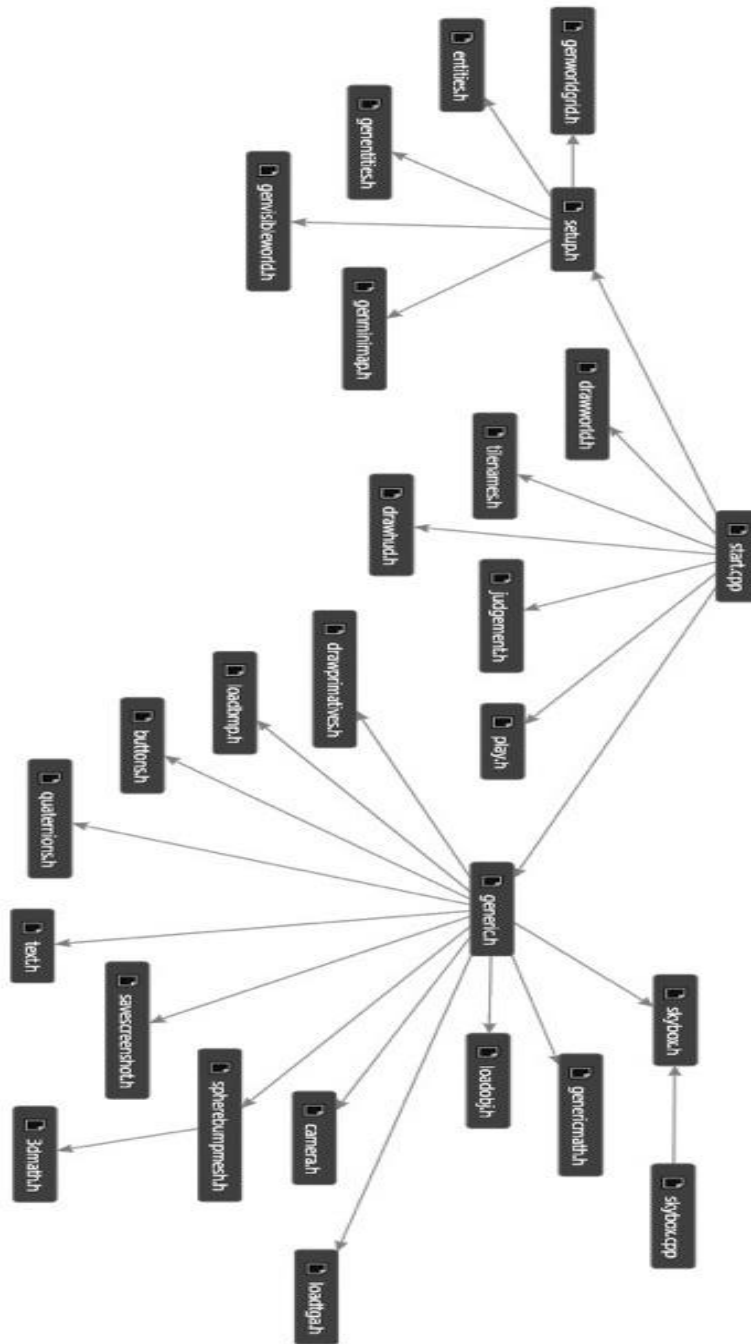 start.cpp
setup.h
genworldgrid.h
entities.h
genentities.h
genvisibleworld.h
genminimap.h
drawworld.h
tilenames.h
drawhud.h
judgement.h
play.h
generic.h
drawprimatives.h
loadbmp.h
buttons.h
quaternions.h
text.h
savescreenshot.h
spherebumpmesh.h
3dmath.h
camera.h
loadtga.h
loadobj.h
genericmath.h
skybox.h
skybox.cpp